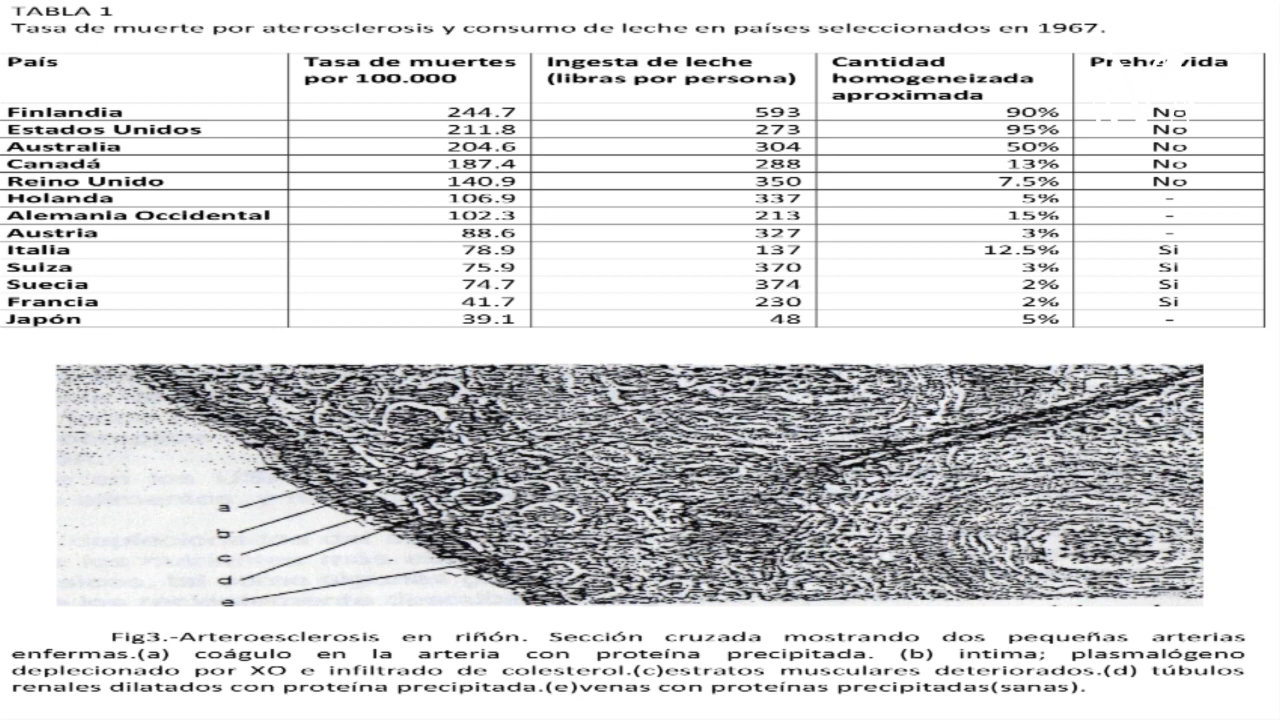 TABLA 1
Tasa de muerte por aterosclerosis y consumo de leche en países seleccionados en 1967.
País Tasa de muertes por 100.000 Ingesta de leche (libras por persona) Cantidad homogeneizada aproximada
Finlandia 244.7 593 90% No
Estados Unidos 211.8 273 95% No
Australia 204.6 304 50% No
Canadá 187.4 288 13% No
Reino Unido 140.9 350 7.5% No
Holanda 106.9 337 5% -
Alemania Occidental 102.3 213 15% -
Austria 88.6 327 3% -
Italia 78.9 137 12.5% Si
Suiza 75.9 370 3% Si
Suecia 74.7 374 2% Si
Francia 41.7 230 2% Si
Japón 39.1 48 5% -
a
b
c
d
e
Fig3.-Arteroesclerosis en riñón. Sección cruzada mostrando dos pequeñas arterias
enfermas.(a) coágulo en la arteria con proteína precipitada. (b) intima; plasmalógeno
deplecionado por XO e infiltrado de colesterol.(c)estratos musculares deteriorados.(d) túbulos
renales dilatados con proteína precipitada.(e)venas con proteínas precipitadas(sanas).